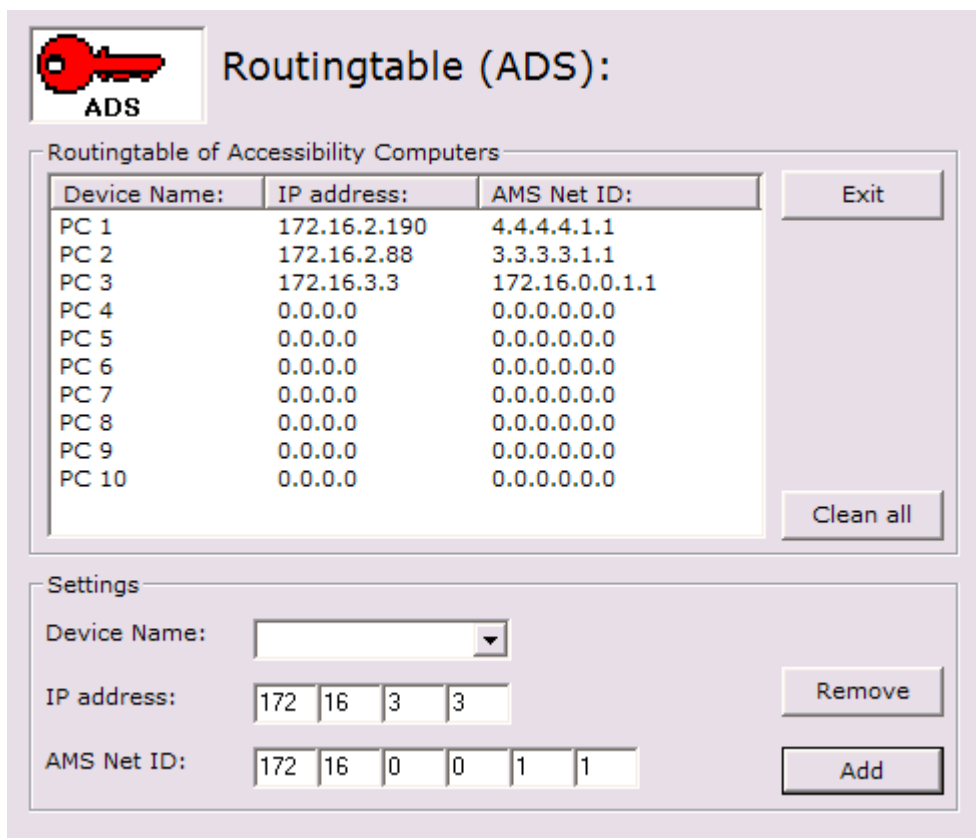 ADS
Routingtable (ADS):
Routingtable of Accessibility Computers
Device Name: IP address: AMS Net ID:
PC 1 172.16.2.190 4.4.4.4.1.1
PC 2 172.16.2.88 3.3.3.3.1.1
PC 3 172.16.3.3 172.16.0.0.1.1
PC 4 0.0.0.0 0.0.0.0.0.0
PC 5 0.0.0.0 0.0.0.0.0.0
PC 6 0.0.0.0 0.0.0.0.0.0
PC 7 0.0.0.0 0.0.0.0.0.0
PC 8 0.0.0.0 0.0.0.0.0.0
PC 9 0.0.0.0 0.0.0.0.0.0
PC 10 0.0.0.0 0.0.0.0.0.0
Exit
Clean all
Settings
Device Name:
IP address: 172 16 3 3
Remove
AMS Net ID: 172 16 0 0 1 1
Add